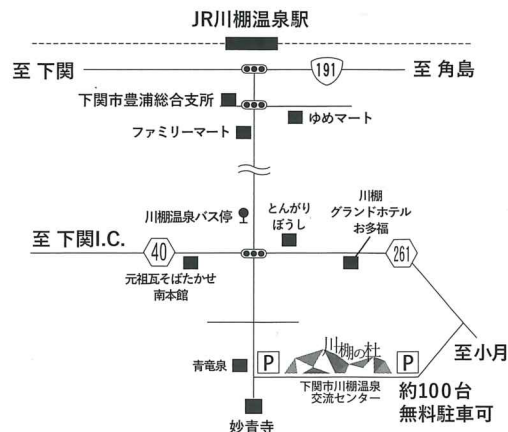 JR川棚温泉駅
至 下関
191
至 角島
下関市豊浦総合支所
ゆめマート
ファミリーマート
川棚温泉バス停
とんがり
ぼうし
川棚
グランドホテル
お多福
至 下関I.C.
40
261
元祖瓦そばたかせ
南本館
川棚の杜
至小月
青竜泉
P
P
下関市川棚温泉
交流センター
約100台
無料駐車可
妙青寺